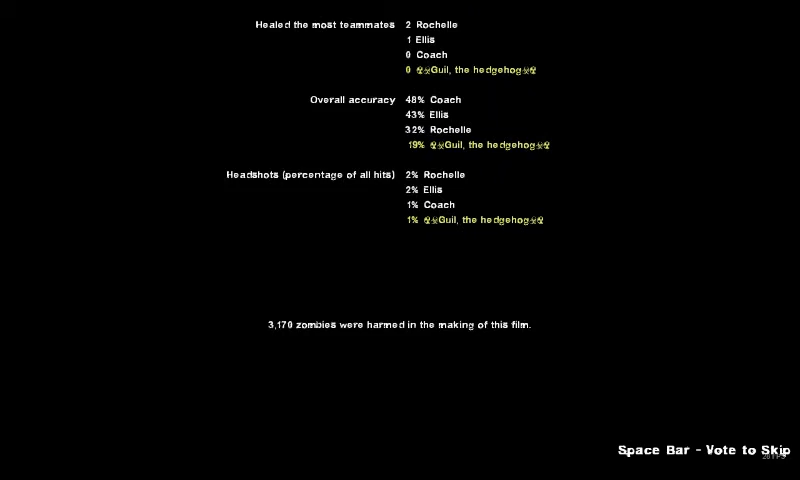 Healed the most teammates 2 Rochelle
1 Ellis
0 Coach
0 ☢☣Guil, the hedgehog☣☢
Overall accuracy 48% Coach
43% Ellis
32% Rochelle
19% ☢☣Guil, the hedgehog☣☢
Headshots (percentage of all hits) 2% Rochelle
2% Ellis
1% Coach
1% ☢☣Guil, the hedgehog☣☢
3,170 zombies were harmed in the making of this film.
Space Bar - Vote to Skip